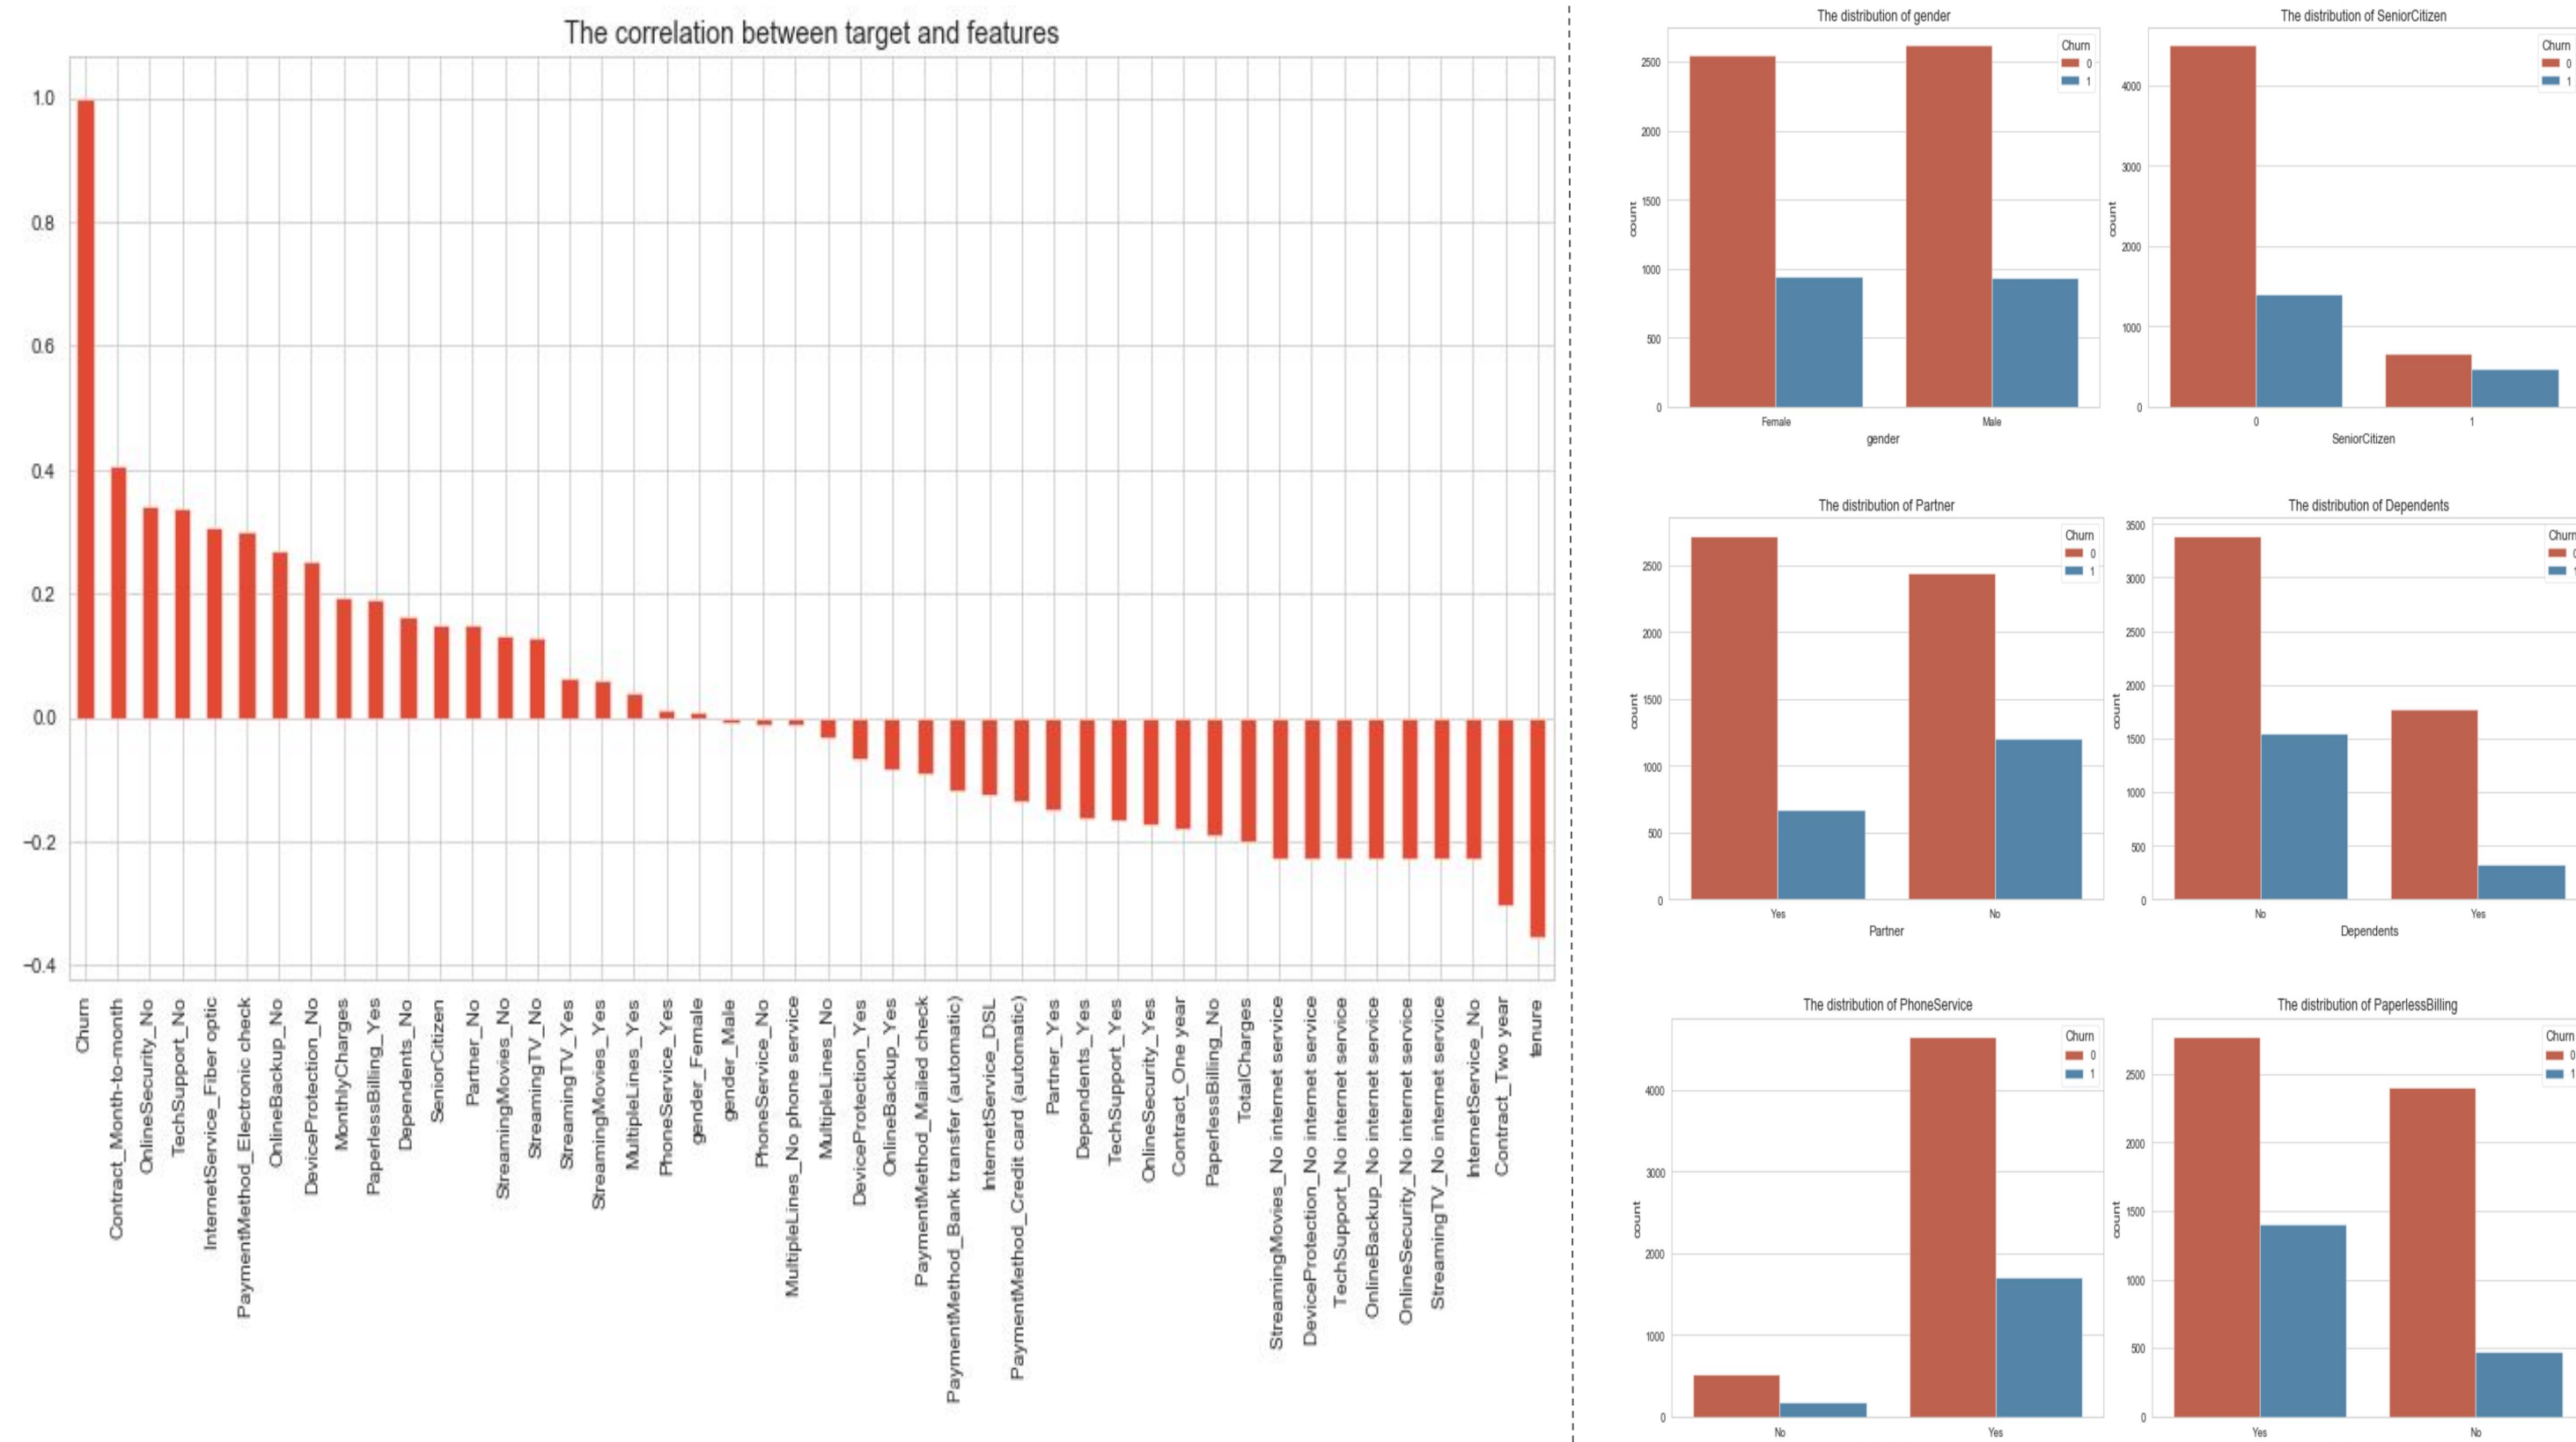 The correlation between target and features
1.0
0.8
0.6
0.4
0.2
0.0
−0.2
−0.4
Churn
Contract_Month-to-month
OnlineSecurity_No
TechSupport_No
InternetService_Fiber optic
PaymentMethod_Electronic check
OnlineBackup_No
DeviceProtection_No
MonthlyCharges
PaperlessBilling_Yes
Dependents_No
SeniorCitizen
Partner_No
StreamingMovies_No
StreamingTV_No
StreamingTV_Yes
StreamingMovies_Yes
MultipleLines_Yes
PhoneService_Yes
gender_Female
gender_Male
PhoneService_No
MultipleLines_No phone service
MultipleLines_No
DeviceProtection_Yes
OnlineBackup_Yes
PaymentMethod_Mailed check
PaymentMethod_Bank transfer (automatic)
InternetService_DSL
PaymentMethod_Credit card (automatic)
Partner_Yes
Dependents_Yes
TechSupport_Yes
OnlineSecurity_Yes
Contract_One year
PaperlessBilling_No
TotalCharges
StreamingMovies_No internet service
DeviceProtection_No internet service
TechSupport_No internet service
OnlineBackup_No internet service
OnlineSecurity_No internet service
StreamingTV_No internet service
InternetService_No
Contract_Two year
tenure
The distribution of gender
Churn
0
1
2500
2000
1500
1000
500
0
count
Female Male
gender
The distribution of SeniorCitizen
Churn
0
1
4000
3000
2000
1000
0
count
0 1
SeniorCitizen
The distribution of Partner
Churn
0
1
2500
2000
1500
1000
500
0
count
Yes No
Partner
The distribution of Dependents
Churn
0
1
3500
3000
2500
2000
1500
1000
500
0
count
No Yes
Dependents
The distribution of PhoneService
Churn
0
1
4000
3000
2000
1000
0
count
No Yes
The distribution of PaperlessBilling
Churn
0
1
2500
2000
1500
1000
500
0
count
Yes No